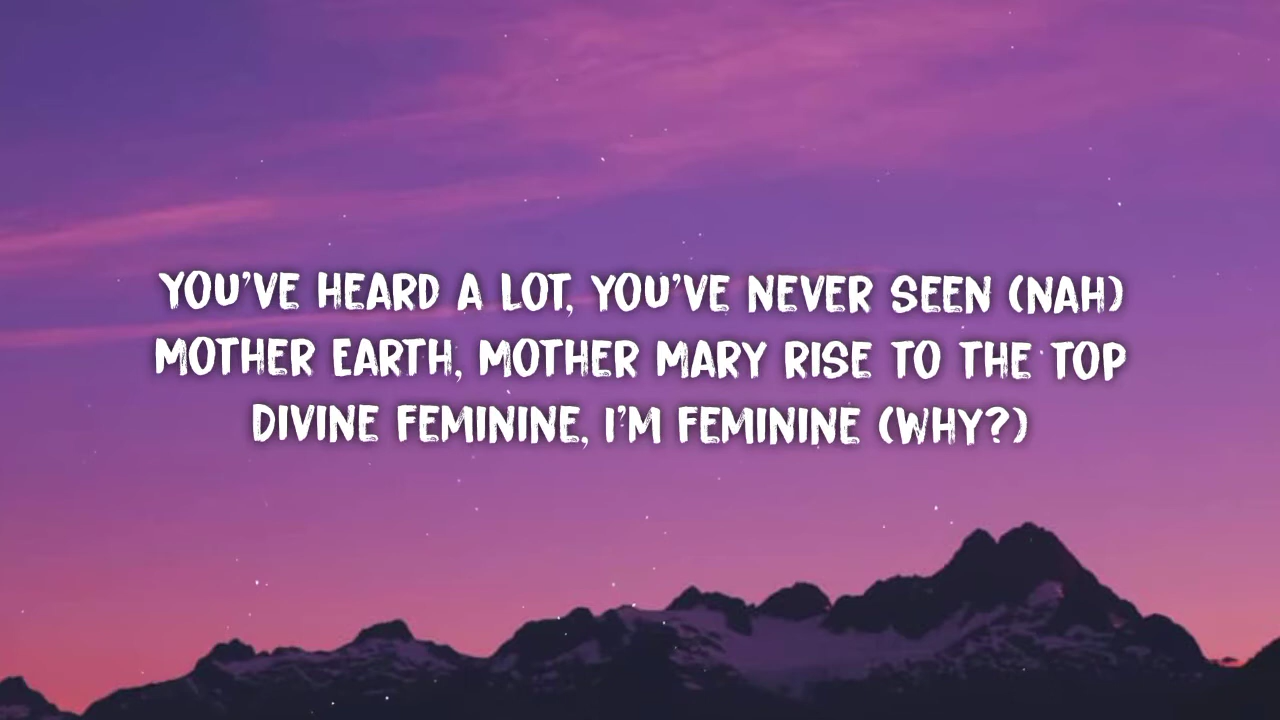 YOU'VE HEARD A LOT, YOU'VE NEVER SEEN (NAH)
MOTHER EARTH, MOTHER MARY RISE TO THE TOP
DIVINE FEMININE, I'M FEMININE (WHY?)